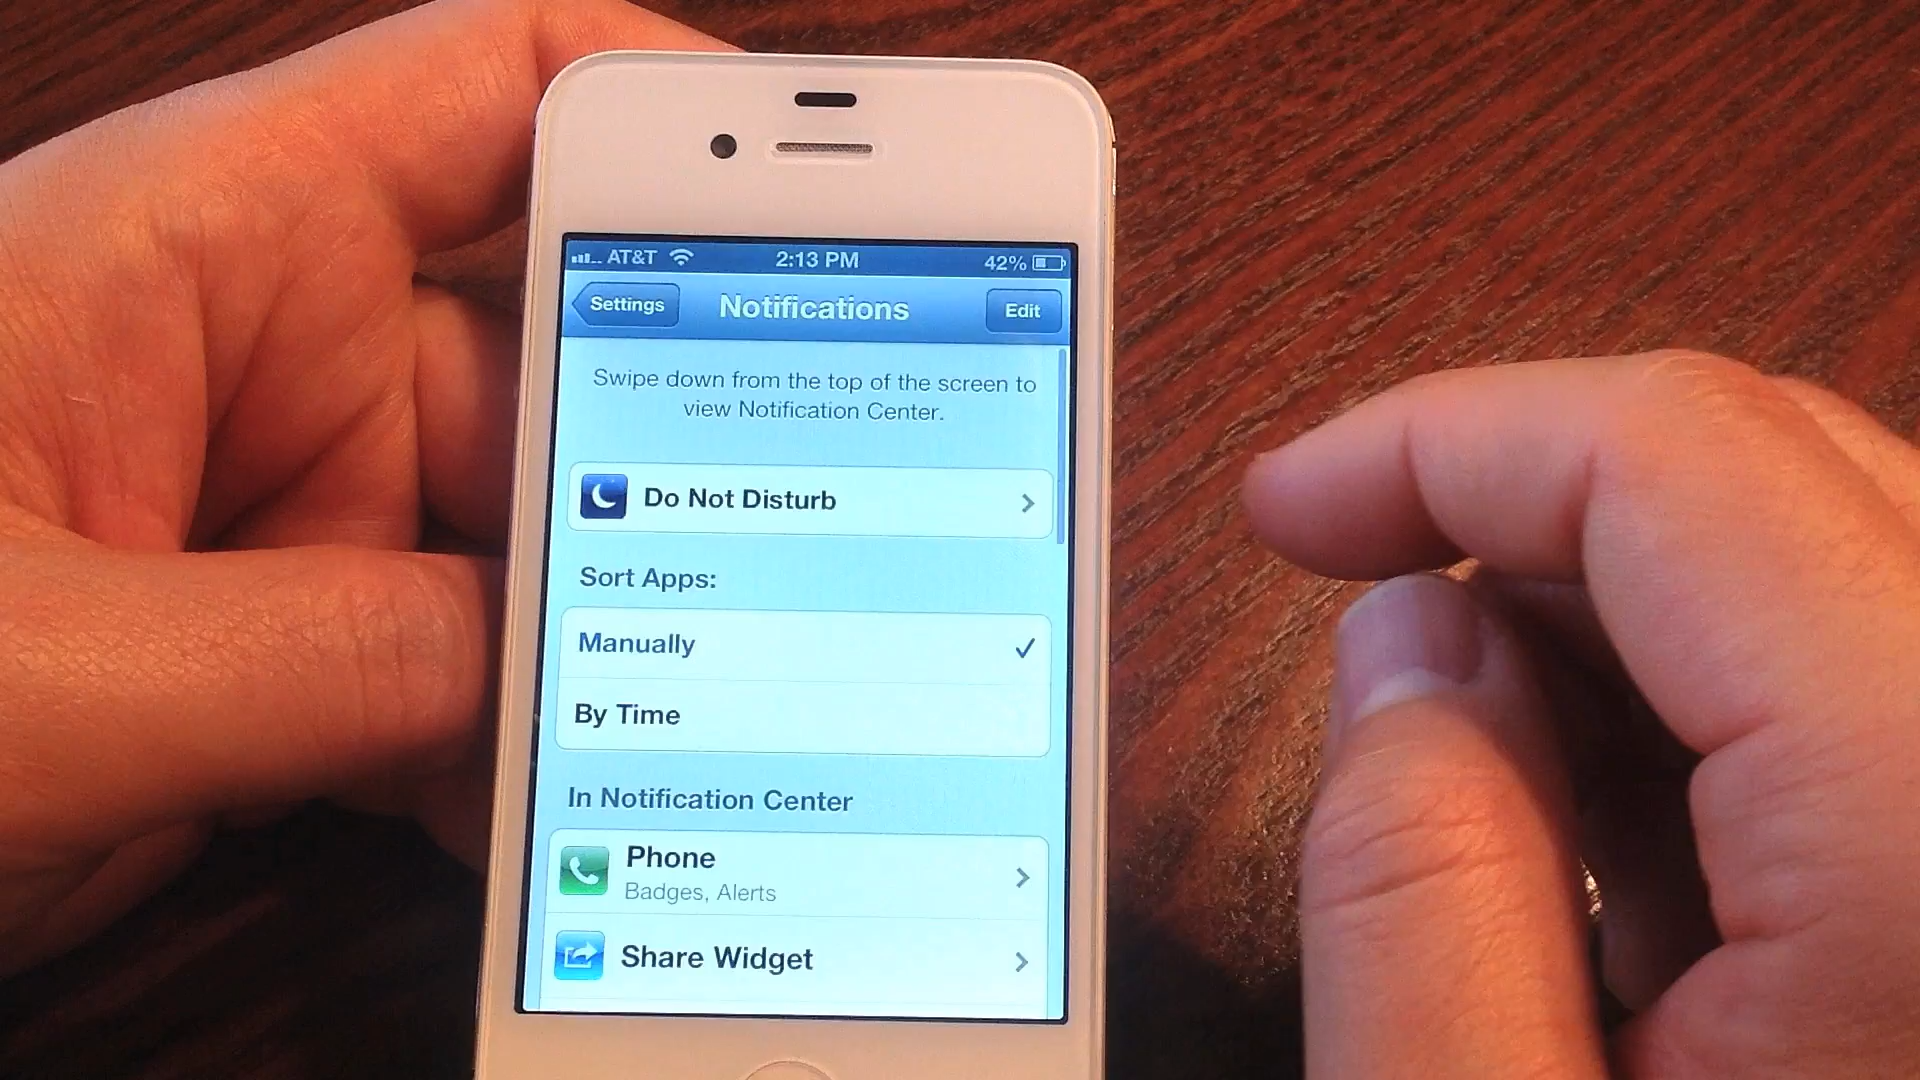 AT&T 2:13 PM 42%
Settings Notifications Edit
Swipe down from the top of the screen to
view Notification Center.
Do Not Disturb
Sort Apps:
Manually
By Time
In Notification Center
Phone
Badges, Alerts
Share Widget